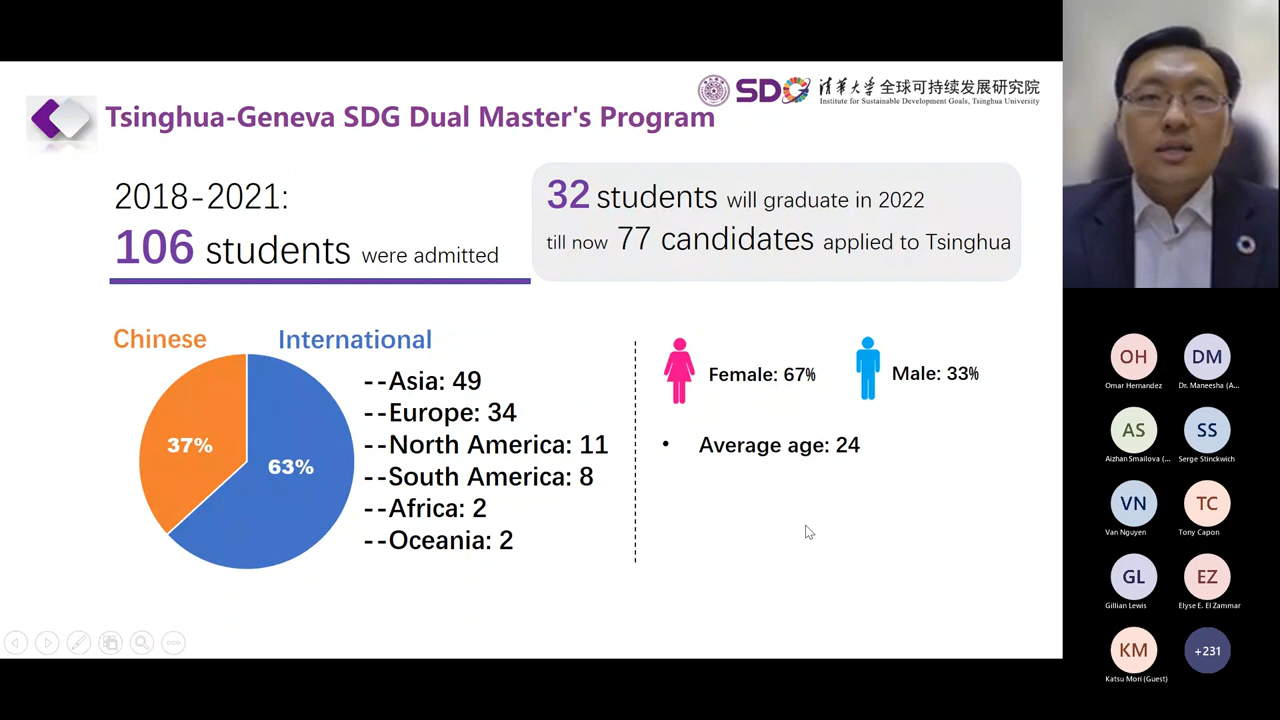 Tsinghua-Geneva SDG Dual Master's Program
SDG
清华大学 全球可持续发展研究院
Institute for Sustainable Development Goals, Tsinghua University
2018-2021:
106 students were admitted
32 students will graduate in 2022
till now 77 candidates applied to Tsinghua
Chinese
International
37%
63%
--Asia: 49
--Europe: 34
--North America: 11
--South America: 8
--Africa: 2
--Oceania: 2
Female: 67%
Male: 33%
• Average age: 24
OH
Omar Hernandez
DM
Dr. Maneesha (A...
AS
Aizhan Smailova (...
SS
Serge Stinckwich
VN
Van Nguyen
TC
Tony Capon
GL
Gillian Lewis
EZ
Elyse E. El Zammar
KM
Katsu Mori (Guest)
+231